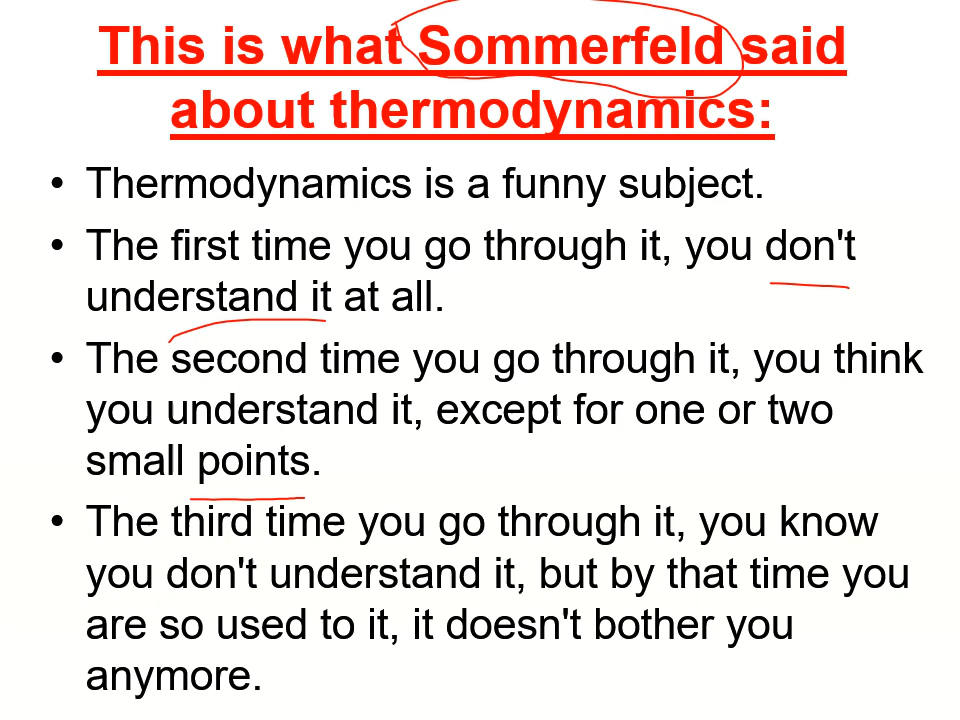 This is what Sommerfeld said
about thermodynamics:
• Thermodynamics is a funny subject.
• The first time you go through it, you don't
understand it at all.
• The second time you go through it, you think
you understand it, except for one or two
small points.
• The third time you go through it, you know
you don't understand it, but by that time you
are so used to it, it doesn't bother you
anymore.